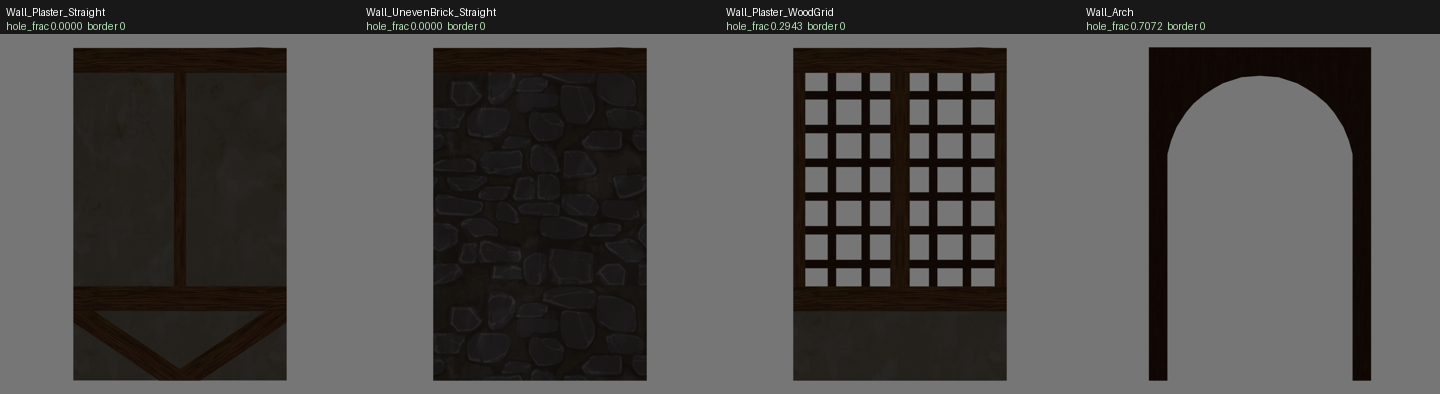 Wall_Plaster_Straight
hole_frac 0.0000 border 0
Wall_UnevenBrick_Straight
hole_frac 0.0000 border 0
Wall_Plaster_WoodGrid
hole_frac 0.2943 border 0
Wall_Arch
hole_frac 0.7072 border 0